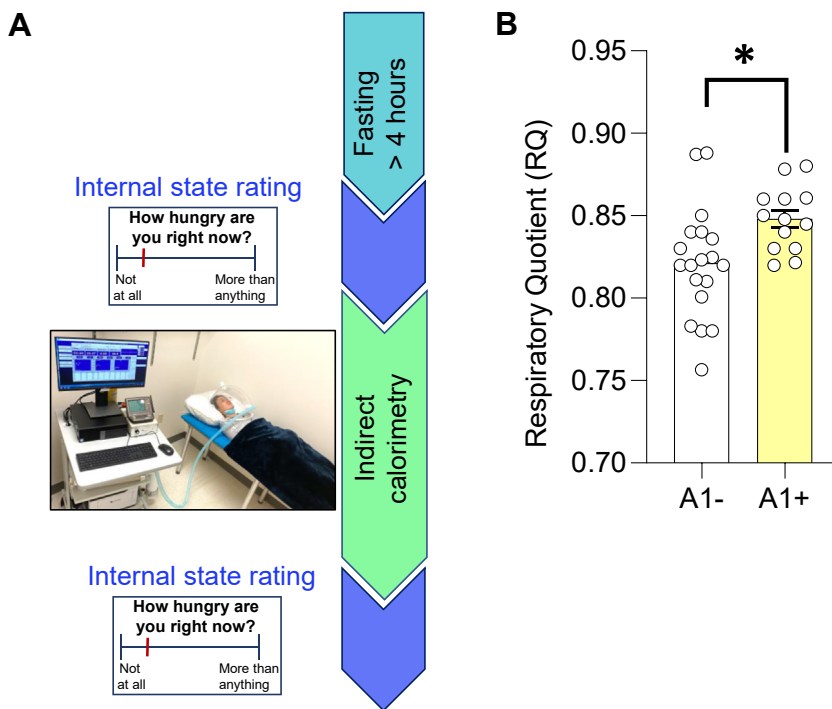 A
Fasting
> 4 hours
Internal state rating
How hungry are
you right now?
Not
at all
More than
anything
Indirect
calorimetry
Internal state rating
How hungry are
you right now?
Not
at all
More than
anything
B
*
Respiratory Quotient (RQ)
0.95
0.90
0.85
0.80
0.75
0.70
A1-
A1+